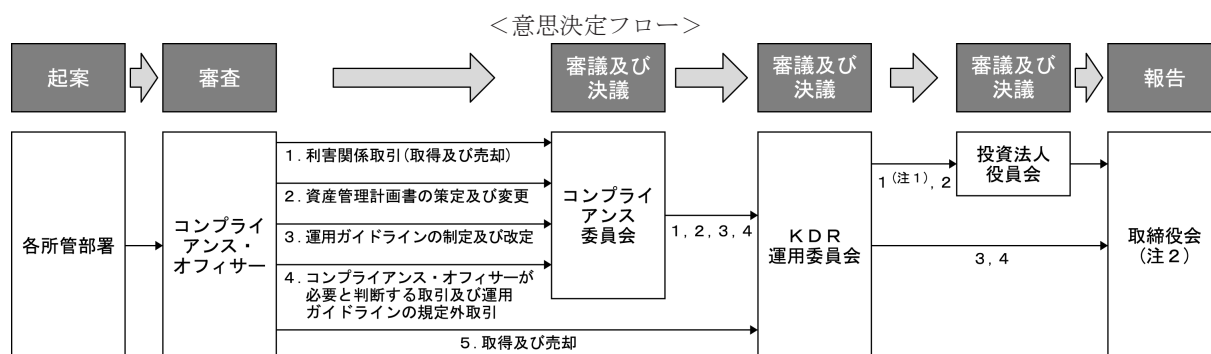 <意思決定フロー>
起案
審査
審議及び
決議
審議及び
決議
審議及び
決議
報告
各所管部署
コンプライ
アンス・
オフィサー
1.利害関係取引(取得及び売却)
2.資産管理計画書の策定及び変更
3.運用ガイドラインの制定及び改定
4.コンプライアンス・オフィサーが
必要と判断する取引及び運用
ガイドラインの規定外取引
5.取得及び売却
コンプライ
アンス
委員会
1,2,3,4
KDR
運用委員会
1(注1),2
3,4
投資法人
役員会
取締役会
(注2)